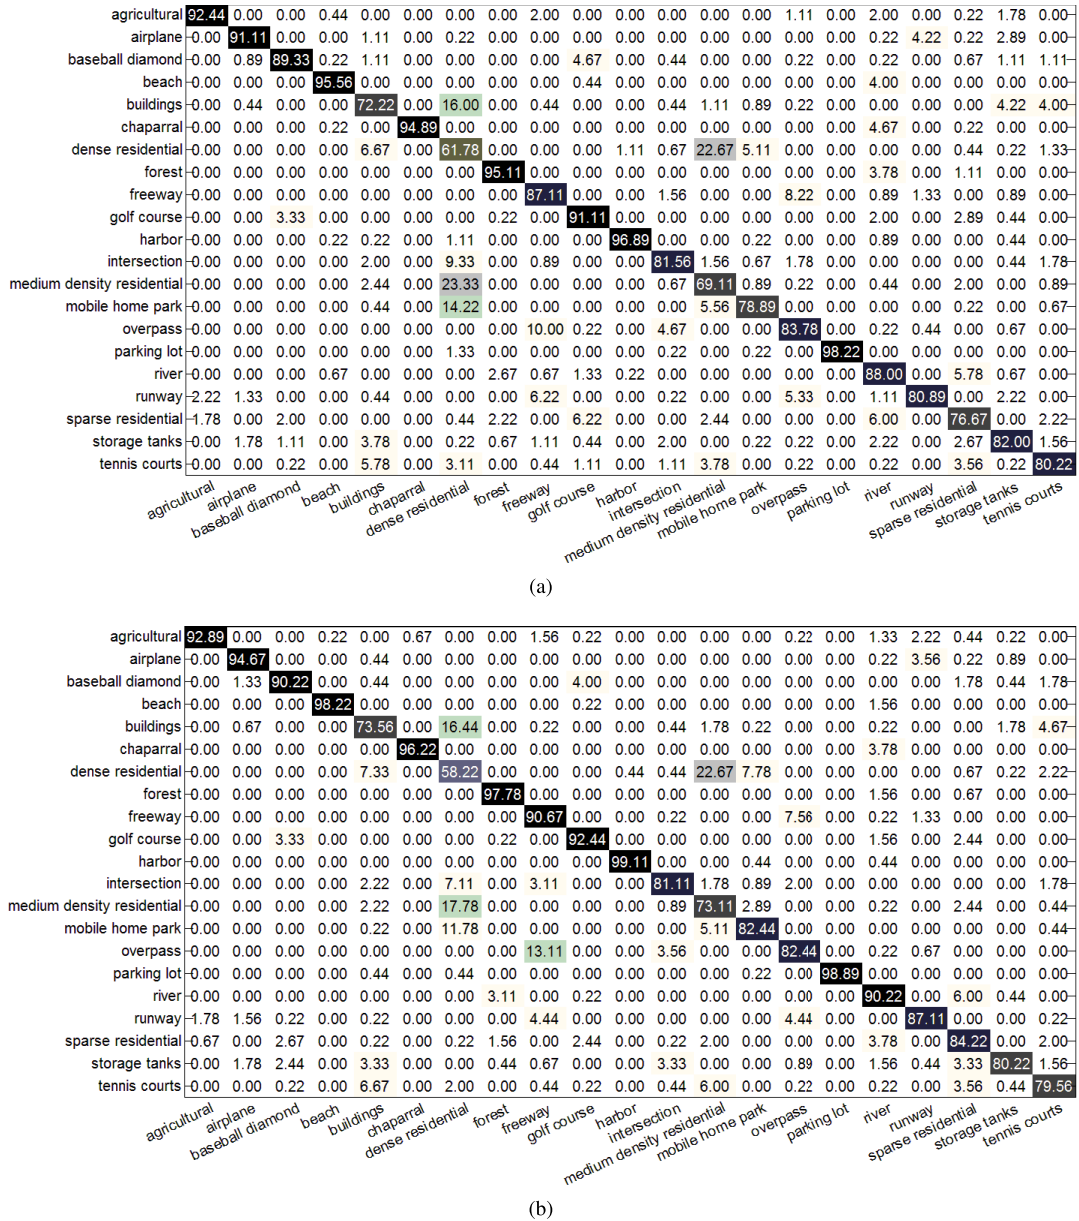 agricultural 92.44 0.00 0.00 0.44 0.00 0.00 0.00 0.00 2.00 0.00 0.00 0.00 0.00 0.00 1.11 0.00 2.00 0.00 0.22 1.78 0.00
airplane 0.00 91.11 0.00 0.00 1.11 0.00 0.22 0.00 0.00 0.00 0.00 0.00 0.00 0.00 0.00 0.00 0.22 4.22 0.22 2.89 0.00
baseball diamond 0.00 0.89 89.33 0.22 1.11 0.00 0.00 0.00 0.00 4.67 0.00 0.44 0.00 0.00 0.22 0.00 0.22 0.00 0.67 1.11 1.11
beach 0.00 0.00 0.00 95.56 0.00 0.00 0.00 0.00 0.00 0.44 0.00 0.00 0.00 0.00 0.00 0.00 4.00 0.00 0.00 0.00 0.00
buildings 0.00 0.44 0.00 0.00 72.22 0.00 16.00 0.00 0.44 0.00 0.00 0.44 1.11 0.89 0.22 0.00 0.00 0.00 0.00 4.22 4.00
chaparral 0.00 0.00 0.00 0.22 0.00 94.89 0.00 0.00 0.00 0.00 0.00 0.00 0.00 0.00 0.00 0.00 4.67 0.00 0.22 0.00 0.00
dense residential 0.00 0.00 0.00 0.00 6.67 0.00 61.78 0.00 0.00 0.00 1.11 0.67 22.67 5.11 0.00 0.00 0.00 0.00 0.44 0.22 1.33
forest 0.00 0.00 0.00 0.00 0.00 0.00 0.00 95.11 0.00 0.00 0.00 0.00 0.00 0.00 0.00 0.00 3.78 0.00 1.11 0.00 0.00
freeway 0.00 0.00 0.00 0.00 0.00 0.00 0.00 0.00 87.11 0.00 0.00 1.56 0.00 0.00 8.22 0.00 0.89 1.33 0.00 0.89 0.00
golf course 0.00 0.00 3.33 0.00 0.00 0.00 0.00 0.22 0.00 91.11 0.00 0.00 0.00 0.00 0.00 0.00 2.00 0.00 2.89 0.44 0.00
harbor 0.00 0.00 0.00 0.22 0.22 0.00 1.11 0.00 0.00 0.00 96.89 0.00 0.00 0.22 0.00 0.00 0.89 0.00 0.00 0.44 0.00
intersection 0.00 0.00 0.00 0.00 2.00 0.00 9.33 0.00 0.89 0.00 0.00 81.56 1.56 0.67 1.78 0.00 0.00 0.00 0.00 0.44 1.78
medium density residential 0.00 0.00 0.00 0.00 2.44 0.00 23.33 0.00 0.00 0.00 0.00 0.67 69.11 0.89 0.22 0.00 0.44 0.00 2.00 0.00 0.89
mobile home park 0.00 0.00 0.00 0.00 0.44 0.00 14.22 0.00 0.00 0.00 0.00 0.00 5.56 78.89 0.00 0.00 0.00 0.00 0.22 0.00 0.67
overpass 0.00 0.00 0.00 0.00 0.00 0.00 0.00 0.00 10.00 0.22 0.00 4.67 0.00 0.00 83.78 0.00 0.22 0.44 0.00 0.67 0.00
parking lot 0.00 0.00 0.00 0.00 0.00 0.00 1.33 0.00 0.00 0.00 0.00 0.22 0.00 0.22 0.00 98.22 0.00 0.00 0.00 0.00 0.00
river 0.00 0.00 0.00 0.67 0.00 0.00 0.00 2.67 0.67 1.33 0.22 0.00 0.00 0.00 0.00 0.00 88.00 0.00 5.78 0.67 0.00
runway 2.22 1.33 0.00 0.00 0.44 0.00 0.00 0.00 6.22 0.00 0.00 0.22 0.00 0.00 5.33 0.00 1.11 80.89 0.00 2.22 0.00
sparse residential 1.78 0.00 2.00 0.00 0.00 0.00 0.44 2.22 0.00 6.22 0.00 0.00 2.44 0.00 0.00 0.00 6.00 0.00 76.67 0.00 2.22
storage tanks 0.00 1.78 1.11 0.00 3.78 0.00 0.22 0.67 1.11 0.44 0.00 2.00 0.00 0.22 0.22 0.00 2.22 0.00 2.67 82.00 1.56
tennis courts 0.00 0.00 0.22 0.00 5.78 0.00 3.11 0.00 0.44 1.11 0.00 1.11 3.78 0.00 0.22 0.00 0.22 0.00 3.56 0.22 80.22
agricultural airplane baseball diamond beach buildings chaparral dense residential forest freeway golf course harbor intersection medium density residential mobile home park overpass parking lot river runway sparse residential storage tanks tennis courts
(a)
agricultural 92.89 0.00 0.00 0.22 0.00 0.67 0.00 0.00 1.56 0.22 0.00 0.00 0.00 0.00 0.22 0.00 1.33 2.22 0.44 0.22 0.00
airplane 0.00 94.67 0.00 0.00 0.44 0.00 0.00 0.00 0.00 0.00 0.00 0.00 0.00 0.00 0.00 0.00 0.22 3.56 0.22 0.89 0.00
baseball diamond 0.00 1.33 90.22 0.00 0.44 0.00 0.00 0.00 0.00 4.00 0.00 0.00 0.00 0.00 0.00 0.00 0.00 0.00 1.78 0.44 1.78
beach 0.00 0.00 0.00 98.22 0.00 0.00 0.00 0.00 0.00 0.22 0.00 0.00 0.00 0.00 0.00 0.00 1.56 0.00 0.00 0.00 0.00
buildings 0.00 0.67 0.00 0.00 73.56 0.00 16.44 0.00 0.22 0.00 0.00 0.44 1.78 0.22 0.00 0.00 0.22 0.00 0.00 1.78 4.67
chaparral 0.00 0.00 0.00 0.00 0.00 96.22 0.00 0.00 0.00 0.00 0.00 0.00 0.00 0.00 0.00 0.00 3.78 0.00 0.00 0.00 0.00
dense residential 0.00 0.00 0.00 0.00 7.33 0.00 58.22 0.00 0.00 0.00 0.44 0.44 22.67 7.78 0.00 0.00 0.00 0.00 0.67 0.22 2.22
forest 0.00 0.00 0.00 0.00 0.00 0.00 0.00 97.78 0.00 0.00 0.00 0.00 0.00 0.00 0.00 0.00 1.56 0.00 0.67 0.00 0.00
freeway 0.00 0.00 0.00 0.00 0.00 0.00 0.00 0.00 90.67 0.00 0.00 0.22 0.00 0.00 7.56 0.00 0.22 1.33 0.00 0.00 0.00
golf course 0.00 0.00 3.33 0.00 0.00 0.00 0.00 0.22 0.00 92.44 0.00 0.00 0.00 0.00 0.00 0.00 1.56 0.00 2.44 0.00 0.00
harbor 0.00 0.00 0.00 0.00 0.00 0.00 0.00 0.00 0.00 0.00 99.11 0.00 0.00 0.44 0.00 0.00 0.44 0.00 0.00 0.00 0.00
intersection 0.00 0.00 0.00 0.00 2.22 0.00 7.11 0.00 3.11 0.00 0.00 81.11 1.78 0.89 2.00 0.00 0.00 0.00 0.00 0.00 1.78
medium density residential 0.00 0.00 0.00 0.00 2.22 0.00 17.78 0.00 0.00 0.00 0.00 0.89 73.11 2.89 0.00 0.00 0.22 0.00 2.44 0.00 0.44
mobile home park 0.00 0.00 0.00 0.00 0.22 0.00 11.78 0.00 0.00 0.00 0.00 0.00 5.11 82.44 0.00 0.00 0.00 0.00 0.00 0.00 0.44
overpass 0.00 0.00 0.00 0.00 0.00 0.00 0.00 0.00 13.11 0.00 0.00 3.56 0.00 0.00 82.44 0.00 0.22 0.67 0.00 0.00 0.00
parking lot 0.00 0.00 0.00 0.00 0.44 0.00 0.44 0.00 0.00 0.00 0.00 0.00 0.00 0.22 0.00 98.89 0.00 0.00 0.00 0.00 0.00
river 0.00 0.00 0.00 0.00 0.00 0.00 0.00 3.11 0.00 0.22 0.00 0.00 0.00 0.00 0.00 0.00 90.22 0.00 6.00 0.44 0.00
runway 1.78 1.56 0.22 0.00 0.22 0.00 0.00 0.00 4.44 0.00 0.00 0.00 0.00 0.00 4.44 0.00 0.00 87.11 0.00 0.00 0.22
sparse residential 0.67 0.00 2.67 0.00 0.22 0.00 0.22 1.56 0.00 2.44 0.00 0.22 2.00 0.00 0.00 0.00 3.78 0.00 84.22 0.00 2.00
storage tanks 0.00 1.78 2.44 0.00 3.33 0.00 0.00 0.44 0.67 0.00 0.00 3.33 0.00 0.00 0.89 0.00 1.56 0.44 3.33 80.22 1.56
tennis courts 0.00 0.00 0.22 0.00 6.67 0.00 2.00 0.00 0.44 0.22 0.00 0.44 6.00 0.00 0.22 0.00 0.22 0.00 3.56 0.44 79.56
agricultural airplane baseball diamond beach buildings chaparral dense residential forest freeway golf course harbor intersection medium density residential mobile home park overpass parking lot river runway sparse residential storage tanks tennis courts
(b)